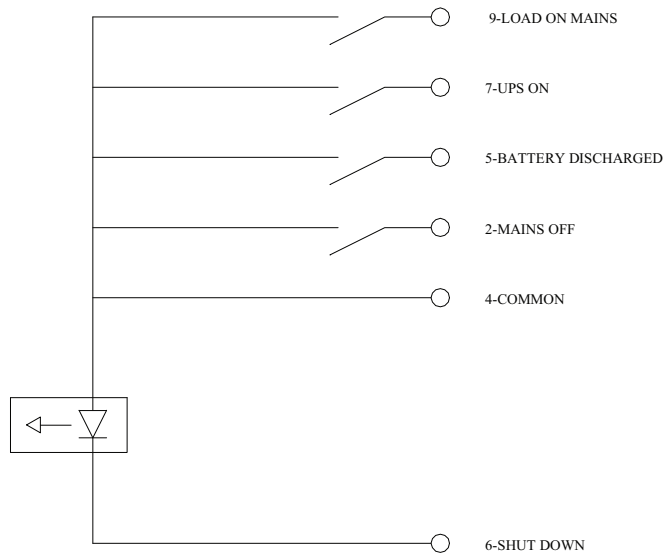 9-LOAD ON MAINS
7-UPS ON
5-BATTERY DISCHARGED
2-MAINS OFF
4-COMMON
6-SHUT DOWN